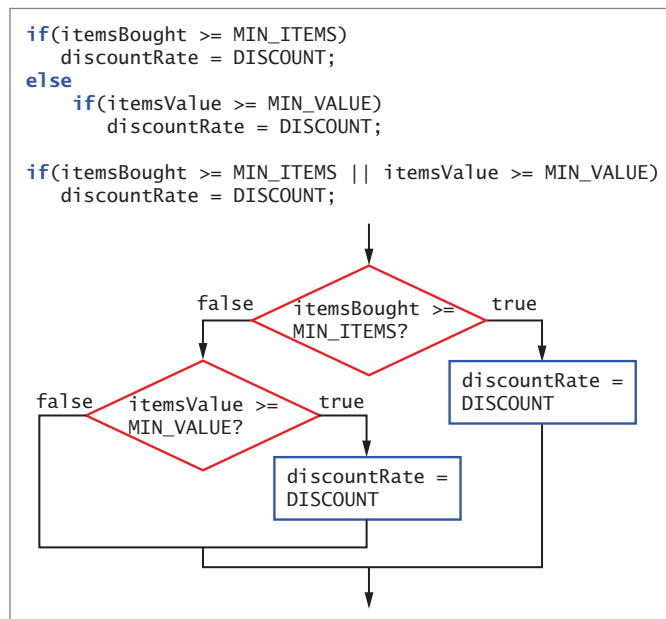 if(itemsBought >= MIN_ITEMS)
   discountRate = DISCOUNT;
else
    if(itemsValue >= MIN_VALUE)
       discountRate = DISCOUNT;
if(itemsBought >= MIN_ITEMS || itemsValue >= MIN_VALUE)
   discountRate = DISCOUNT;
false
itemsBought >=
MIN_ITEMS?
true
false
itemsValue >=
MIN_VALUE?
true
discountRate =
DISCOUNT
discountRate =
DISCOUNT